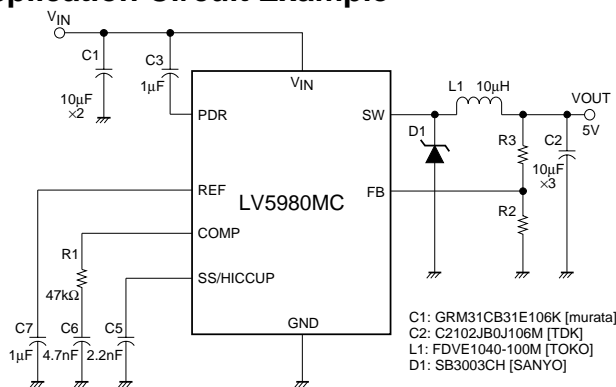 Application Circuit Example
VIN
C1
C3
1μF
10μF
×2
VIN
PDR
SW
L1 10μH
VOUT
5V
D1
R3
C2
10μF
×3
REF
LV5980MC
FB
R2
COMP
R1
47kΩ
SS/HICCUP
C7
C6
C5
1μF
4.7nF
2.2nF
GND
C1: GRM31CB31E106K [murata]
C2: C2102JB0J106M [TDK]
L1: FDVE1040-100M [TOKO]
D1: SB3003CH [SANYO]